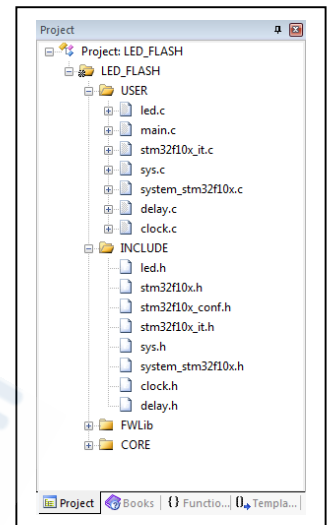 Project
Project: LED_FLASH
LED_FLASH
USER
led.c
main.c
stm32f10x_it.c
sys.c
system_stm32f10x.c
delay.c
clock.c
INCLUDE
led.h
stm32f10x.h
stm32f10x_conf.h
stm32f10x_it.h
sys.h
system_stm32f10x.h
clock.h
delay.h
FWLib
CORE
Project Books {} Functio... Templa...